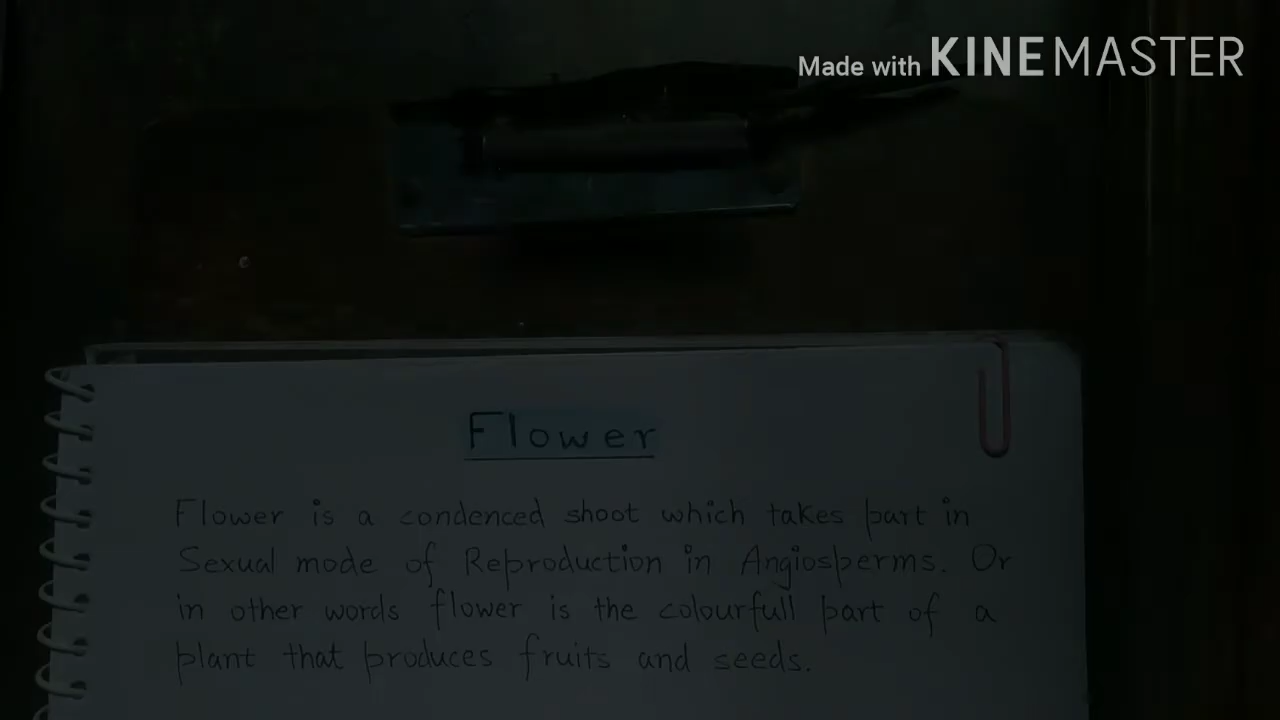 Made with KINEMASTER
Flower
Flower is a condenced shoot which takes part in
Sexual mode of Reproduction in Angiosperms. Or
in other words flower is the colourfull part of a
plant that produces fruits and seeds.